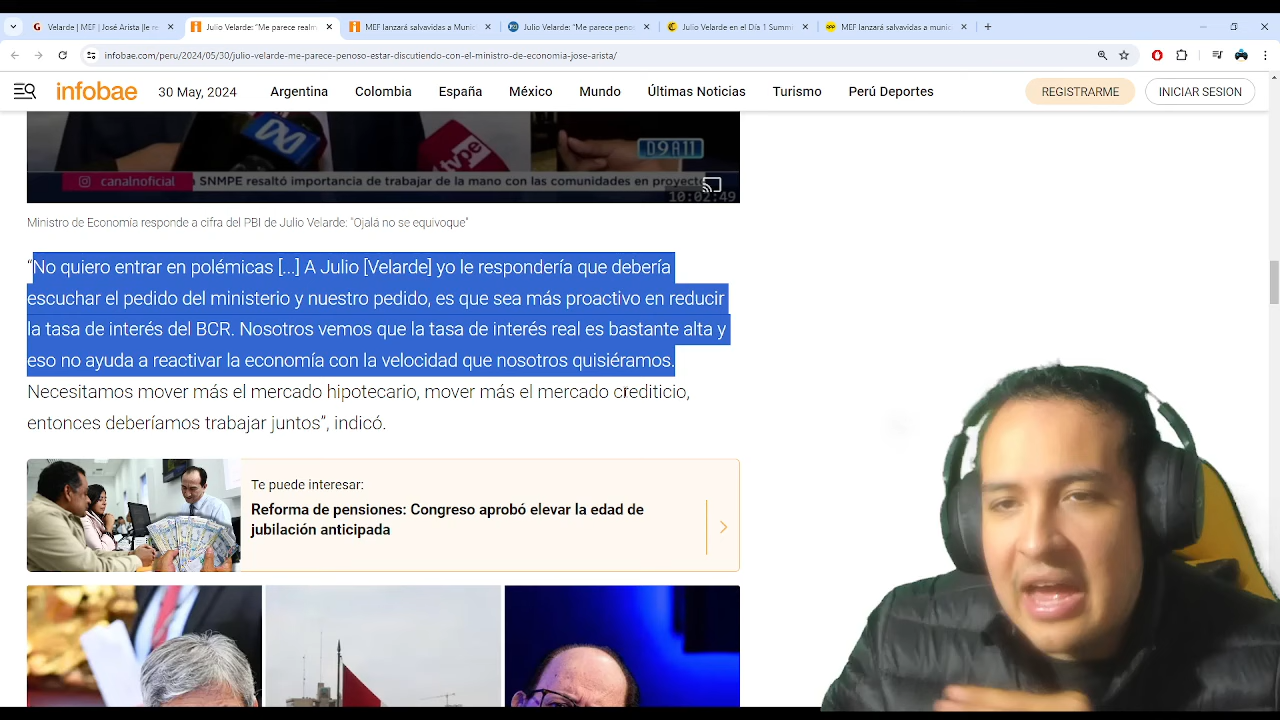 Velarde | MEF | José Arista [le re
Julio Velarde: "Me parece realm
MEF lanzará salvavidas a Munic
Julio Velarde: "Me parece peno
Julio Velarde en el Día 1 Summi
MEF lanzará salvavidas a munic
infobae.com/peru/2024/05/30/julio-velarde-me-parece-penoso-estar-discutiendo-con-el-ministro-de-economia-jose-arista/
infobae 30 May, 2024 Argentina Colombia España México Mundo Últimas Noticias Turismo Perú Deportes REGISTRARME INICIAR SESION
tvpe
09A11
canalnoficial SNMPE resaltó importancia de trabajar de la mano con las comunidades en proyect
10:02:49
Ministro de Economía responde a cifra del PBI de Julio Velarde: "Ojalá no se equivoque"
“No quiero entrar en polémicas [...] A Julio [Velarde] yo le respondería que debería
escuchar el pedido del ministerio y nuestro pedido, es que sea más proactivo en reducir
la tasa de interés del BCR. Nosotros vemos que la tasa de interés real es bastante alta y
eso no ayuda a reactivar la economía con la velocidad que nosotros quisiéramos.
Necesitamos mover más el mercado hipotecario, mover más el mercado crediticio,
entonces deberíamos trabajar juntos”, indicó.
Te puede interesar:
Reforma de pensiones: Congreso aprobó elevar la edad de
jubilación anticipada